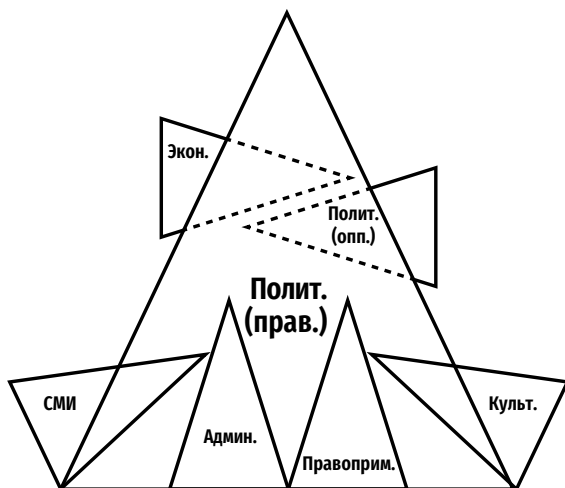 Экон.
Полит.
(опп.)
Полит.
(прав.)
СМИ
Культ.
Админ.
Правоприм.